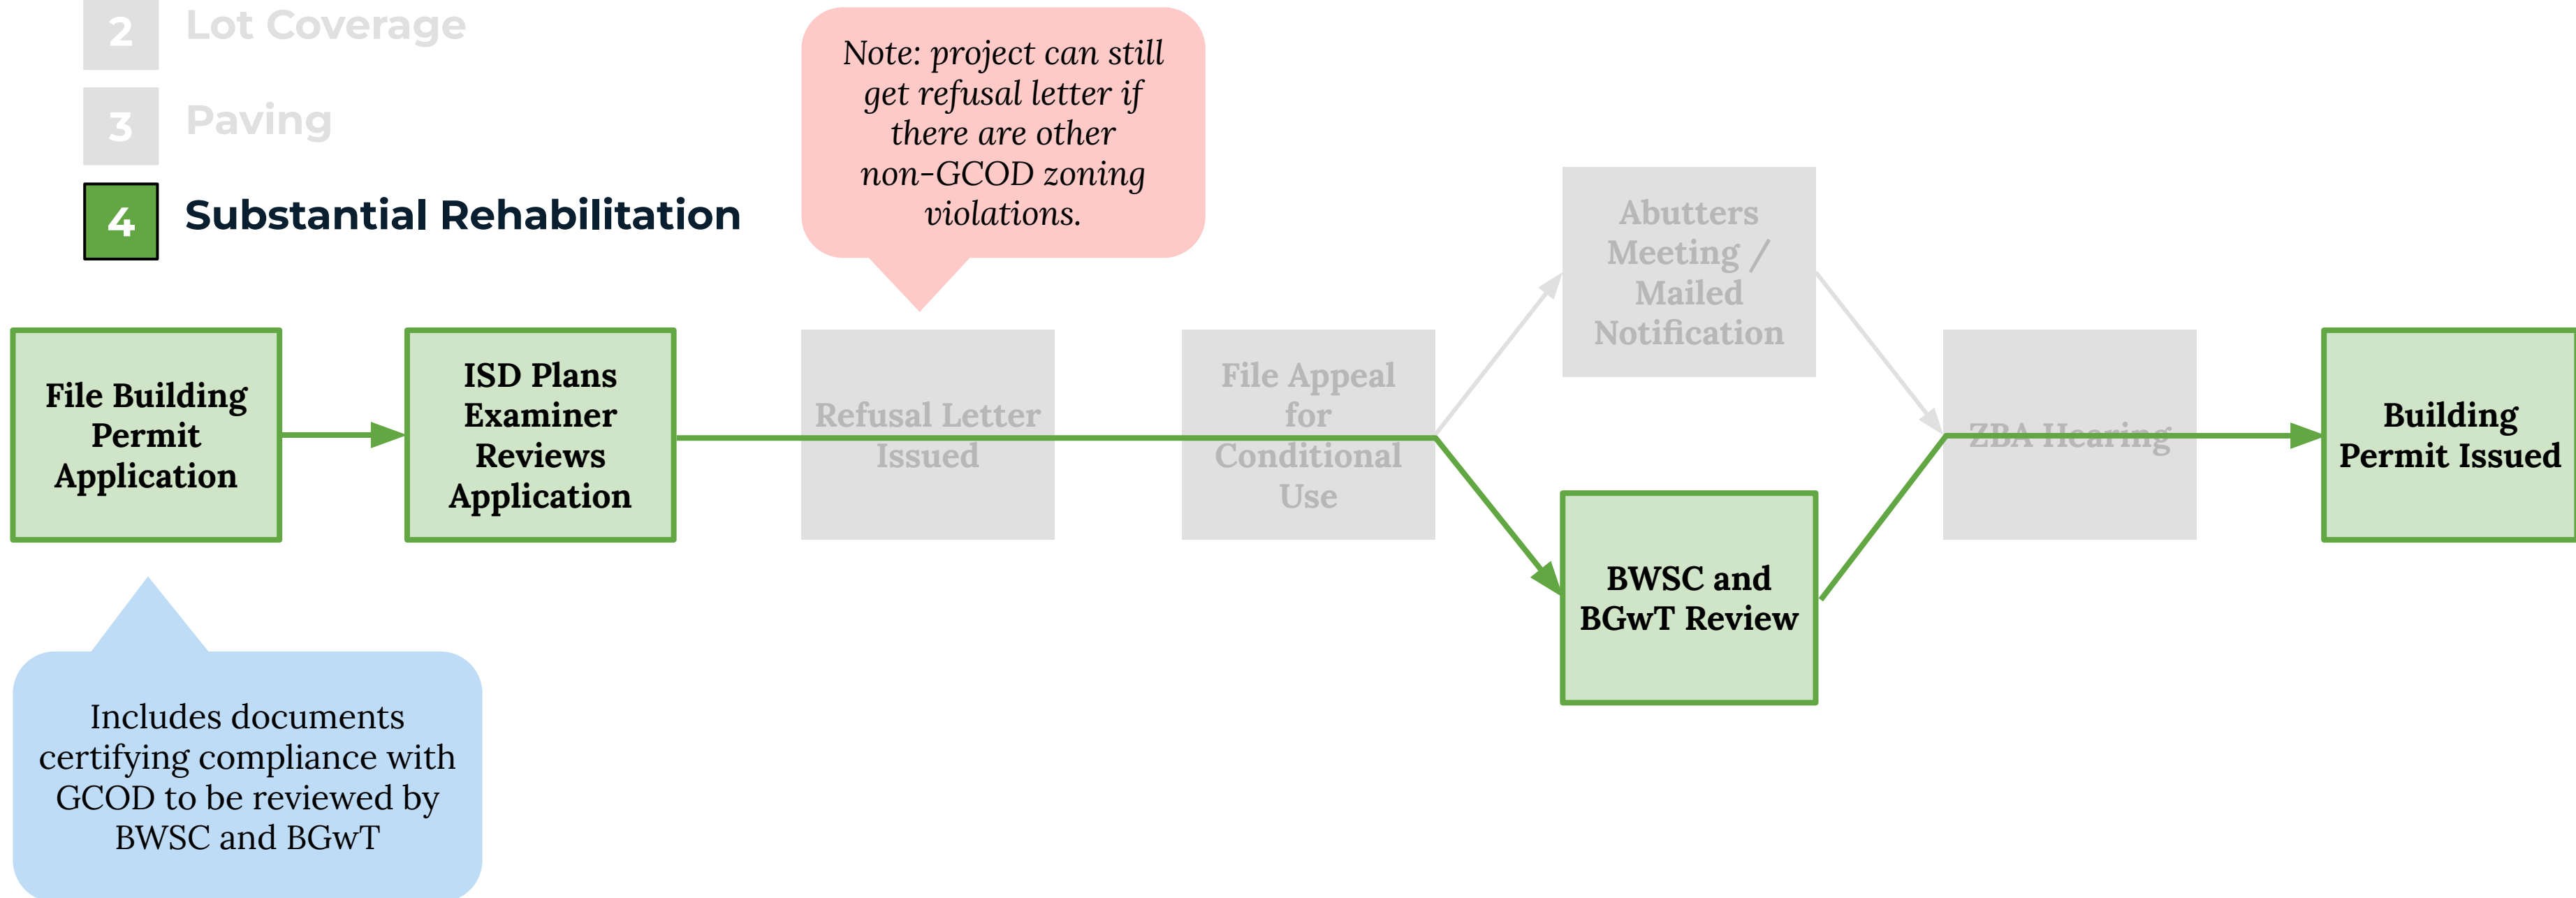 2 Lot Coverage
3 Paving
4 Substantial Rehabilitation
Note: project can still
get refusal letter if
there are other
non-GCOD zoning
violations.
File Building
Permit
Application
ISD Plans
Examiner
Reviews
Application
Refusal Letter
Issued
File Appeal
for
Conditional
Use
Abutters
Meeting /
Mailed
Notification
BWSC and
BGwT Review
ZBA Hearing
Building
Permit Issued
Includes documents
certifying compliance with
GCOD to be reviewed by
BWSC and BGwT